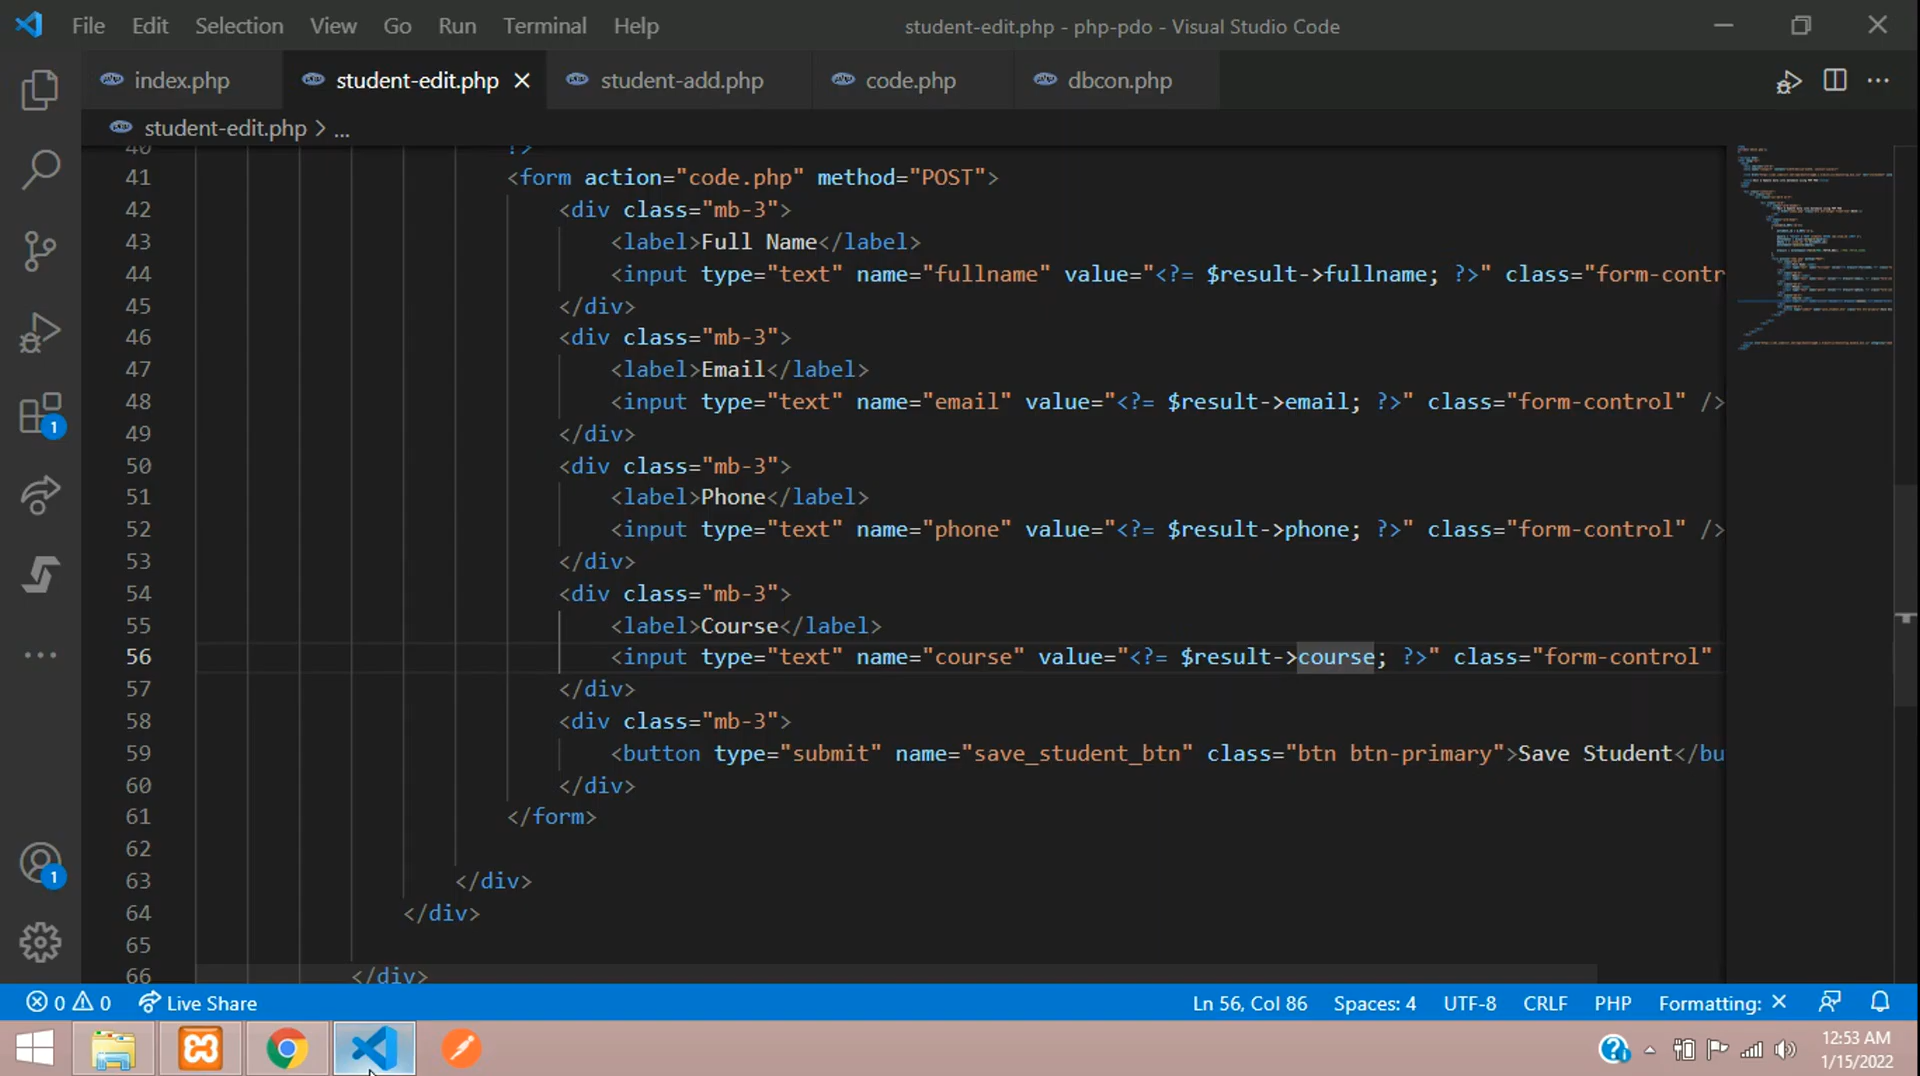 File Edit Selection View Go Run Terminal Help
student-edit.php - php-pdo - Visual Studio Code
index.php
student-edit.php
student-add.php
code.php
dbcon.php
student-edit.php > ...
40 ?>
41 <form action="code.php" method="POST">
42 <div class="mb-3">
43 <label>Full Name</label>
44 <input type="text" name="fullname" value="<?= $result->fullname; ?>" class="form-contr
45 </div>
46 <div class="mb-3">
47 <label>Email</label>
48 <input type="text" name="email" value="<?= $result->email; ?>" class="form-control" />
49 </div>
50 <div class="mb-3">
51 <label>Phone</label>
52 <input type="text" name="phone" value="<?= $result->phone; ?>" class="form-control" />
53 </div>
54 <div class="mb-3">
55 <label>Course</label>
56 <input type="text" name="course" value="<?= $result->course; ?>" class="form-control"
57 </div>
58 <div class="mb-3">
59 <button type="submit" name="save_student_btn" class="btn btn-primary">Save Student</bu
60 </div>
61 </form>
62
63 </div>
64 </div>
65
66 </div>
1
1
0 0 Live Share
Ln 56, Col 86 Spaces: 4 UTF-8 CRLF PHP Formatting: ×
12:53 AM
1/15/2022